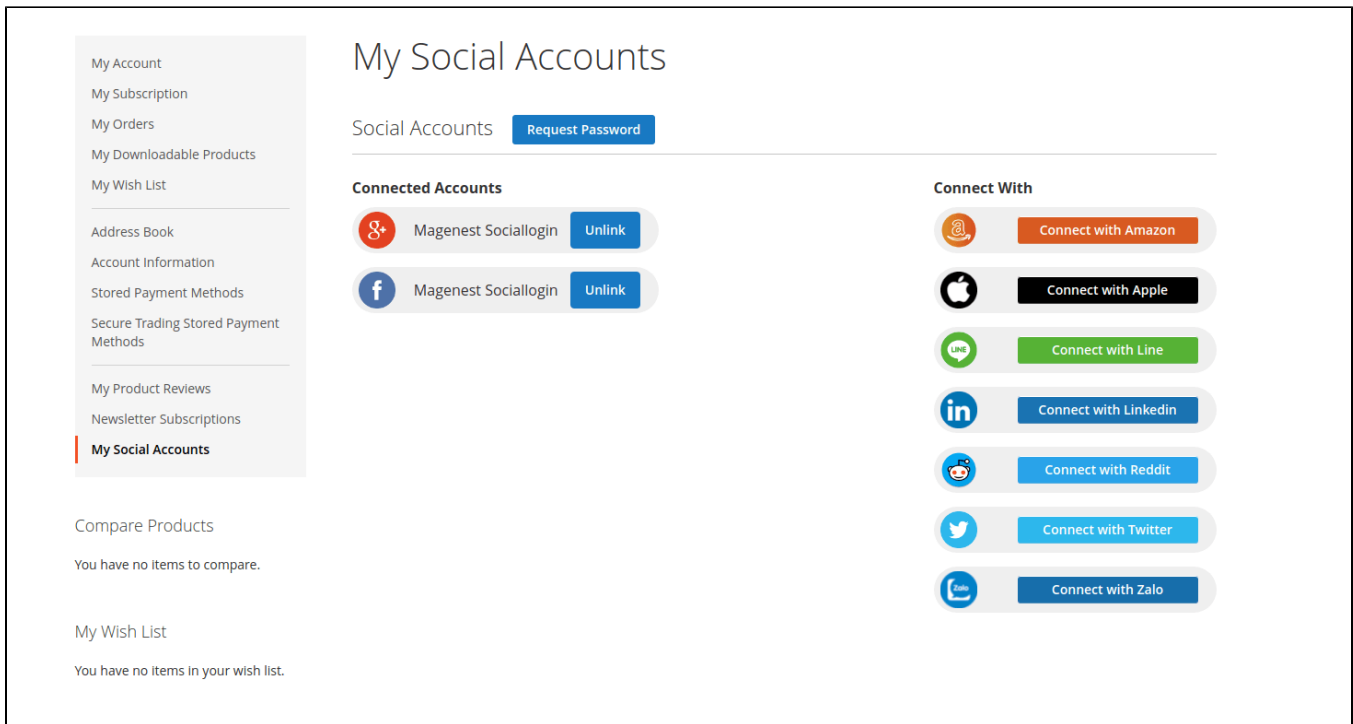 My Account
My Subscription
My Orders
My Downloadable Products
My Wish List
Address Book
Account Information
Stored Payment Methods
Secure Trading Stored Payment
Methods
My Product Reviews
Newsletter Subscriptions
My Social Accounts
Compare Products
You have no items to compare.
My Wish List
You have no items in your wish list.
My Social Accounts
Social Accounts
Request Password
Connected Accounts
g+
Magenest Sociallogin
Unlink
f
Magenest Sociallogin
Unlink
Connect With
a
Connect with Amazon
Connect with Apple
LINE
Connect with Line
in
Connect with Linkedin
Connect with Reddit
Connect with Twitter
Zalo
Connect with Zalo